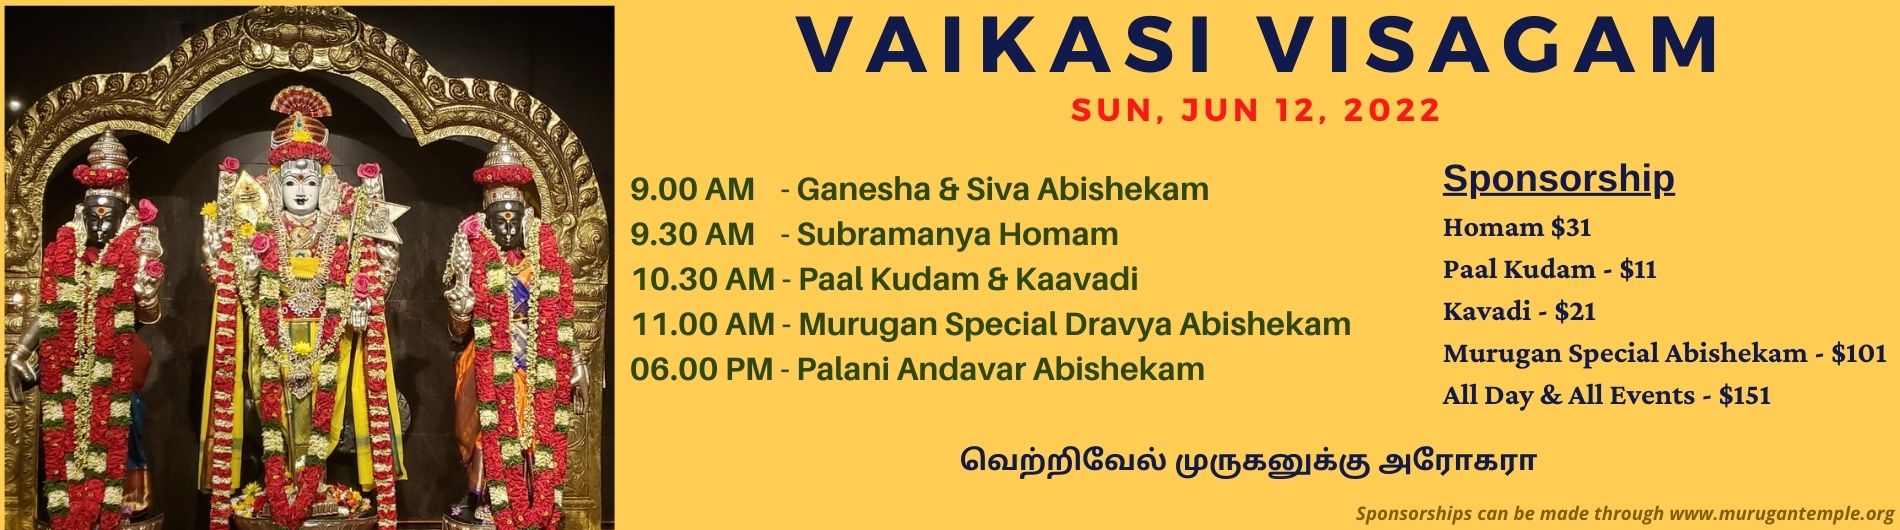 VAIKASI VISAGAM
SUN, JUN 12, 2022
9.00 AM - Ganesha & Siva Abishekam
9.30 AM - Subramanya Homam
10.30 AM - Paal Kudam & Kaavadi
11.00 AM - Murugan Special Dravya Abishekam
06.00 PM - Palani Andavar Abishekam
Sponsorship
Homam $31
Paal Kudam - $11
Kavadi - $21
Murugan Special Abishekam - $101
All Day & All Events - $151
வெற்றிவேல் முருகனுக்கு அரோகரா
Sponsorships can be made through www.murugantemple.org